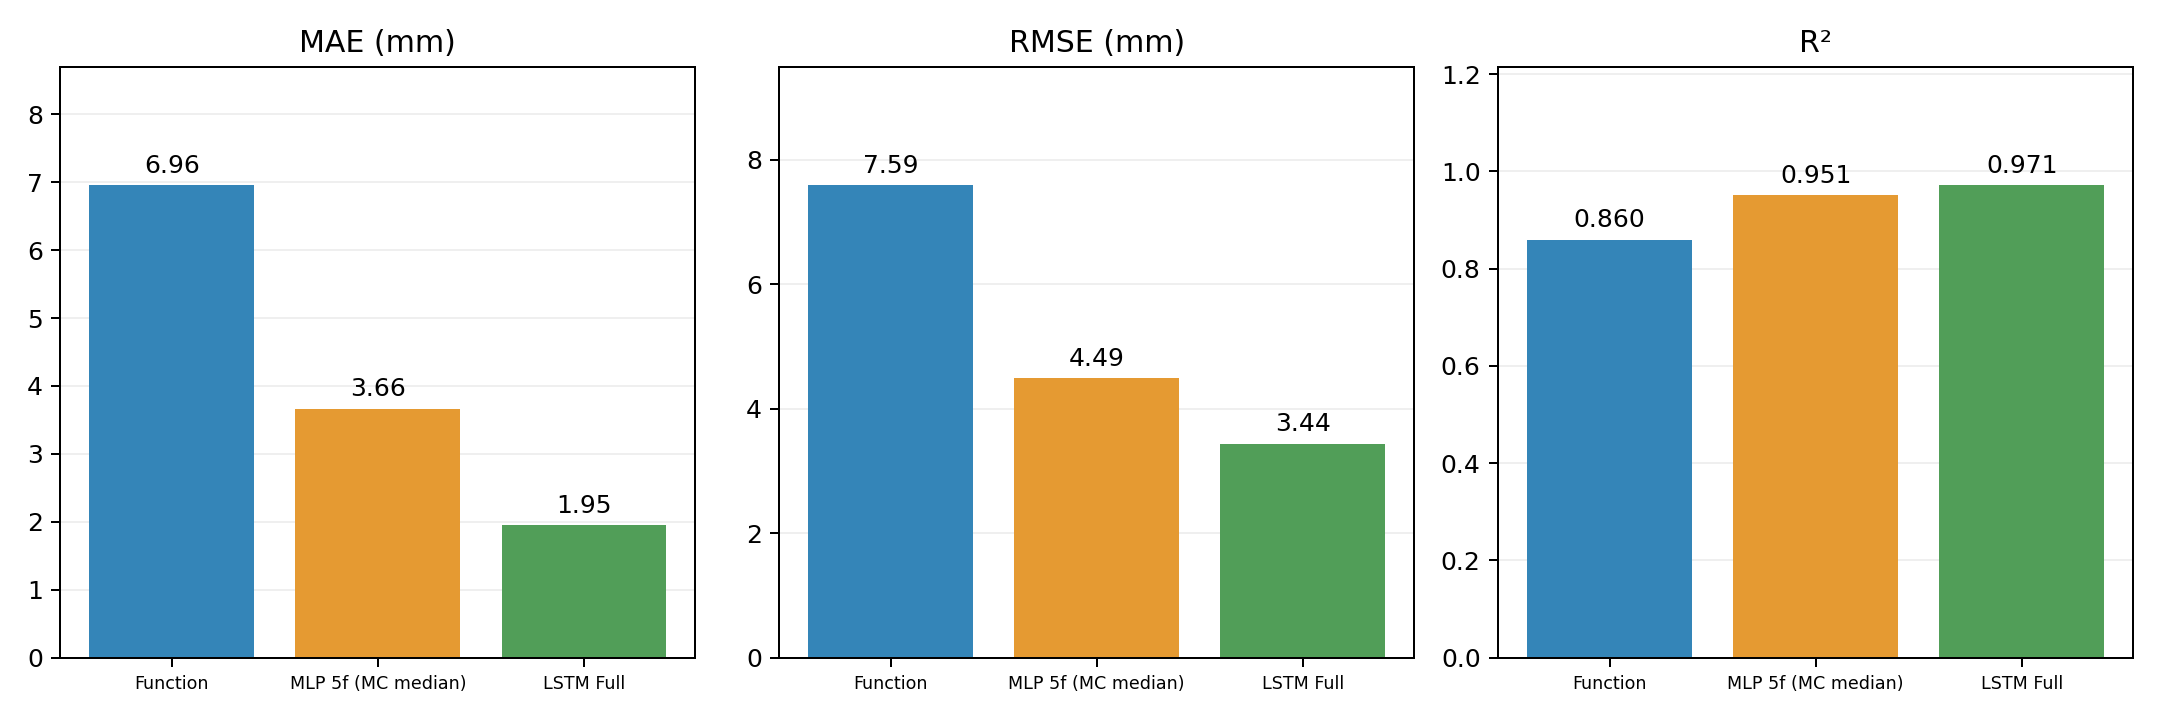 MAE (mm)
8
7
6
5
4
3
2
1
0
6.96
3.66
1.95
Function
MLP 5f (MC median)
LSTM Full
RMSE (mm)
8
6
4
2
0
7.59
4.49
3.44
Function
MLP 5f (MC median)
LSTM Full
R²
1.2
1.0
0.8
0.6
0.4
0.2
0.0
0.860
0.951
0.971
Function
MLP 5f (MC median)
LSTM Full